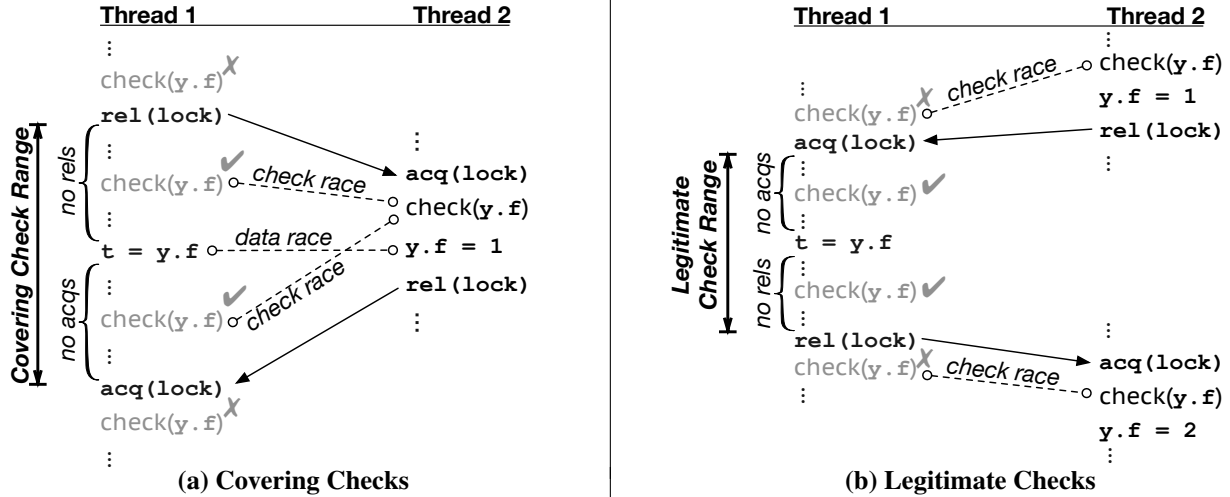 Thread 1
Thread 2
⋮
check(y.f) ✗
rel(lock)
Covering Check Range
no rels
⋮
⋮
acq(lock)
check(y.f) ✔
check race
check(y.f)
⋮
t = y.f
data race
y.f = 1
no acqs
⋮
rel(lock)
check(y.f) ✔
check race
⋮
⋮
acq(lock)
check(y.f) ✗
⋮
(a) Covering Checks
Thread 1
Thread 2
⋮
check(y.f)
check race
⋮
y.f = 1
check(y.f) ✗
rel(lock)
acq(lock)
Legitimate Check Range
no acqs
⋮
⋮
check(y.f) ✔
⋮
t = y.f
no rels
⋮
check(y.f) ✔
⋮
⋮
rel(lock)
acq(lock)
check(y.f) ✗
check race
check(y.f)
⋮
y.f = 2
⋮
(b) Legitimate Checks